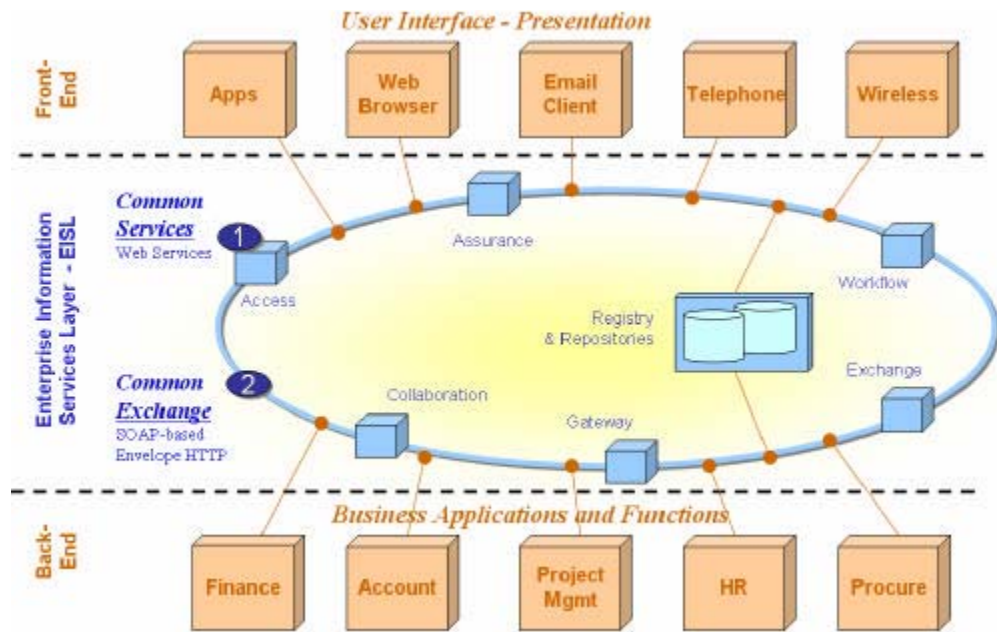 User Interface - Presentation
Front-
End
Apps
Web
Browser
Email
Client
Telephone
Wireless
Enterprise Information
Services Layer - EISL
Common
Services
Web Services
1
Access
Assurance
Workflow
Registry
& Repositories
Common
Exchange
SOAP-based
Envelope HTTP
2
Collaboration
Gateway
Exchange
Back-
End
Business Applications and Functions
Finance
Account
Project
Mgmt
HR
Procure